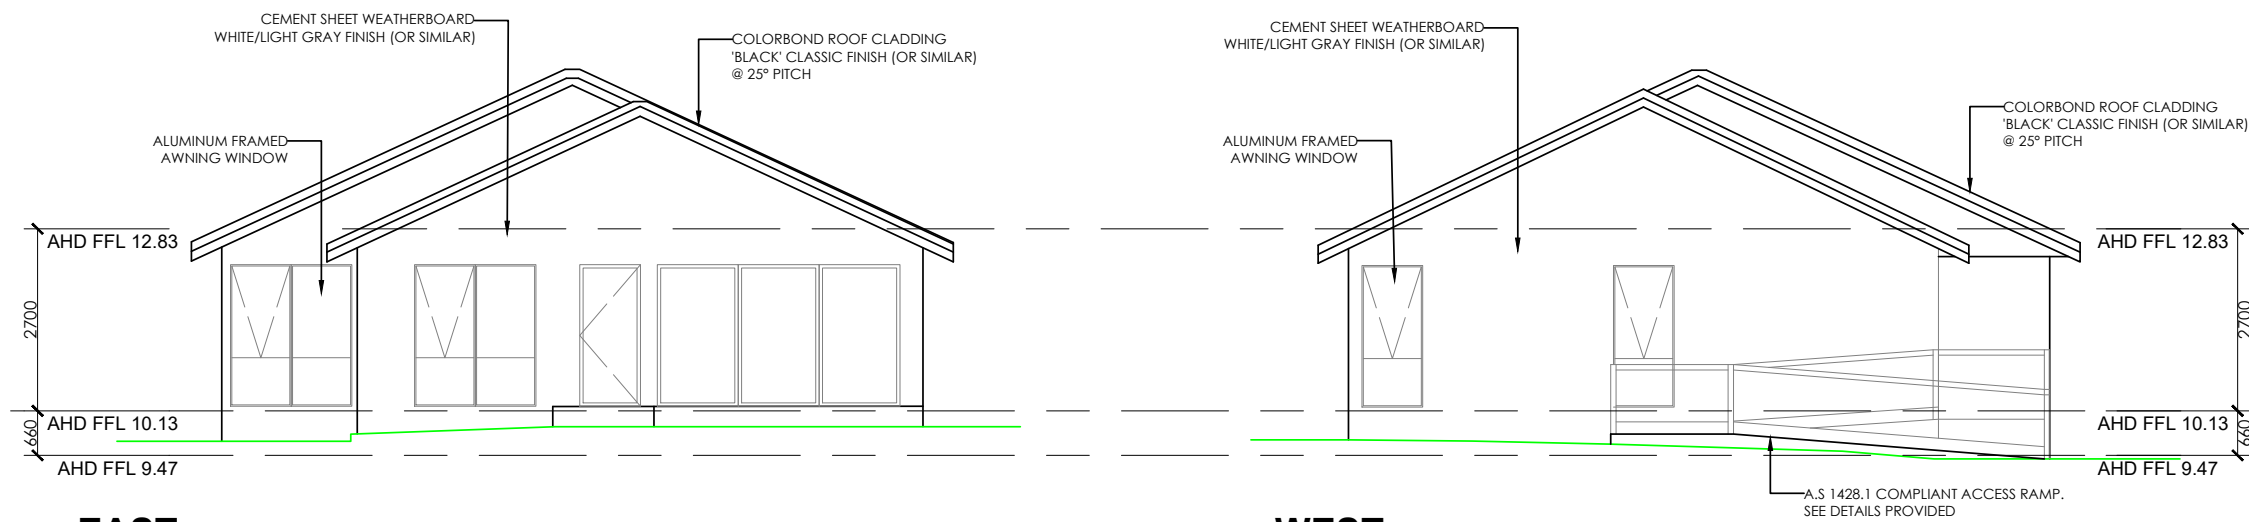 CEMENT SHEET WEATHERBOARD
WHITE/LIGHT GRAY FINISH (OR SIMILAR)
COLORBOND ROOF CLADDING
'BLACK' CLASSIC FINISH (OR SIMILAR)
@ 25° PITCH
ALUMINUM FRAMED
AWNING WINDOW
AHD FFL 12.83
2700
AHD FFL 10.13
660
AHD FFL 9.47
EAST
CEMENT SHEET WEATHERBOARD
WHITE/LIGHT GRAY FINISH (OR SIMILAR)
COLORBOND ROOF CLADDING
'BLACK' CLASSIC FINISH (OR SIMILAR)
@ 25° PITCH
ALUMINUM FRAMED
AWNING WINDOW
AHD FFL 12.83
2700
AHD FFL 10.13
660
AHD FFL 9.47
A.S 1428.1 COMPLIANT ACCESS RAMP.
SEE DETAILS PROVIDED
WEST